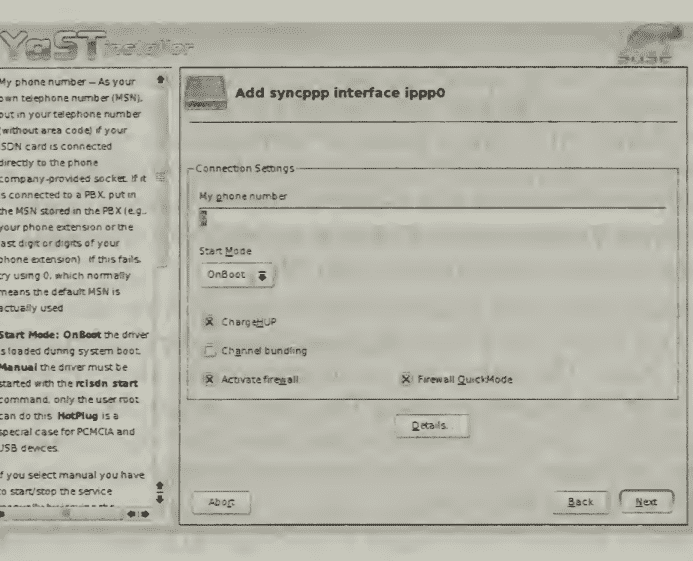 YaST installer
SUSE
My phone number – As your
own telephone number (MSN),
put in your telephone number
(without area code) if your
ISDN card is connected
directly to the phone
company-provided socket. If it
is connected to a PBX, put in
the MSN stored in the PBX (e.g.,
your phone extension or the
last digit or digits of your
phone extension) If this fails,
try using 0, which normally
means the default MSN is
actually used
Start Mode: OnBoot the driver
is loaded during system boot.
Manual the driver must be
started with the rcisdn start
command. only the user root
can do this. HotPlug is a
special case for PCMCIA and
USB devices.
If you select manual you have
to start/stop the service
Add syncppp interface ippp0
Connection Settings
My phone number
Start Mode
OnBoot
ChargeHUP
Channel bundling
Activate firewall
Firewall QuickMode
Details...
Abort
Back
Next